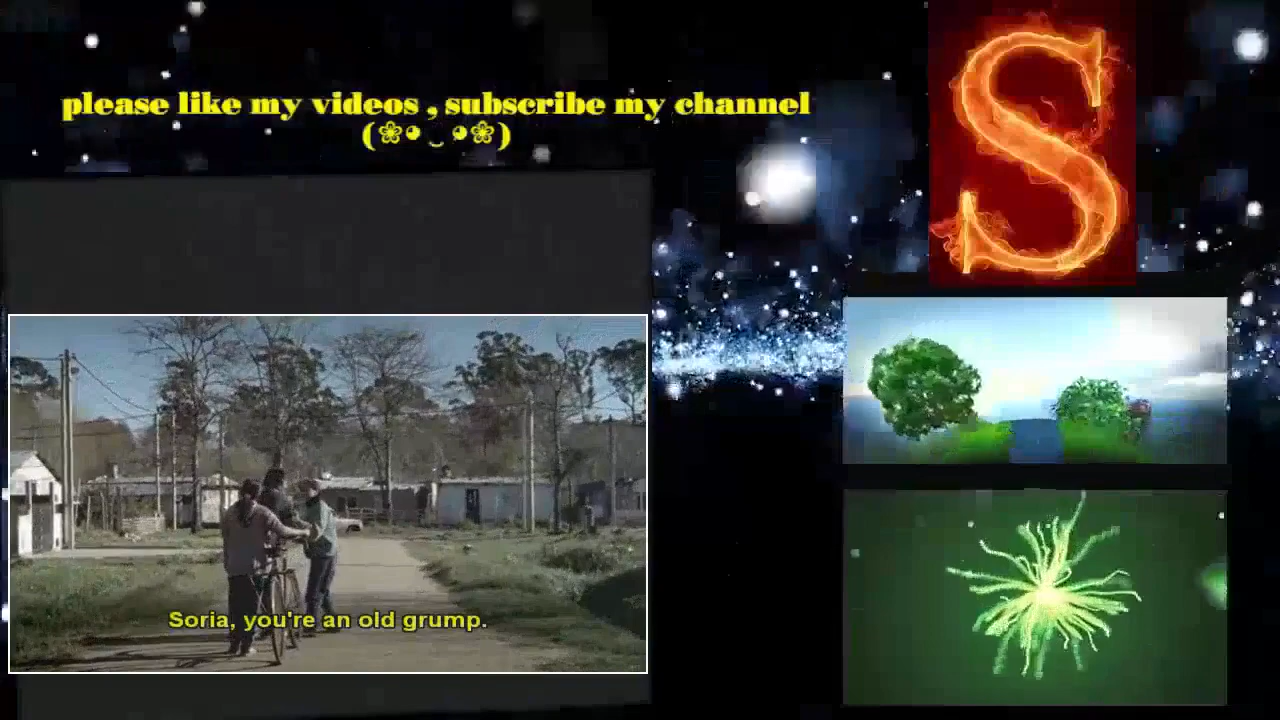 please like my videos , subscribe my channel
(❀◕ ‿ ◕❀)
S
Soria, you're an old grump.